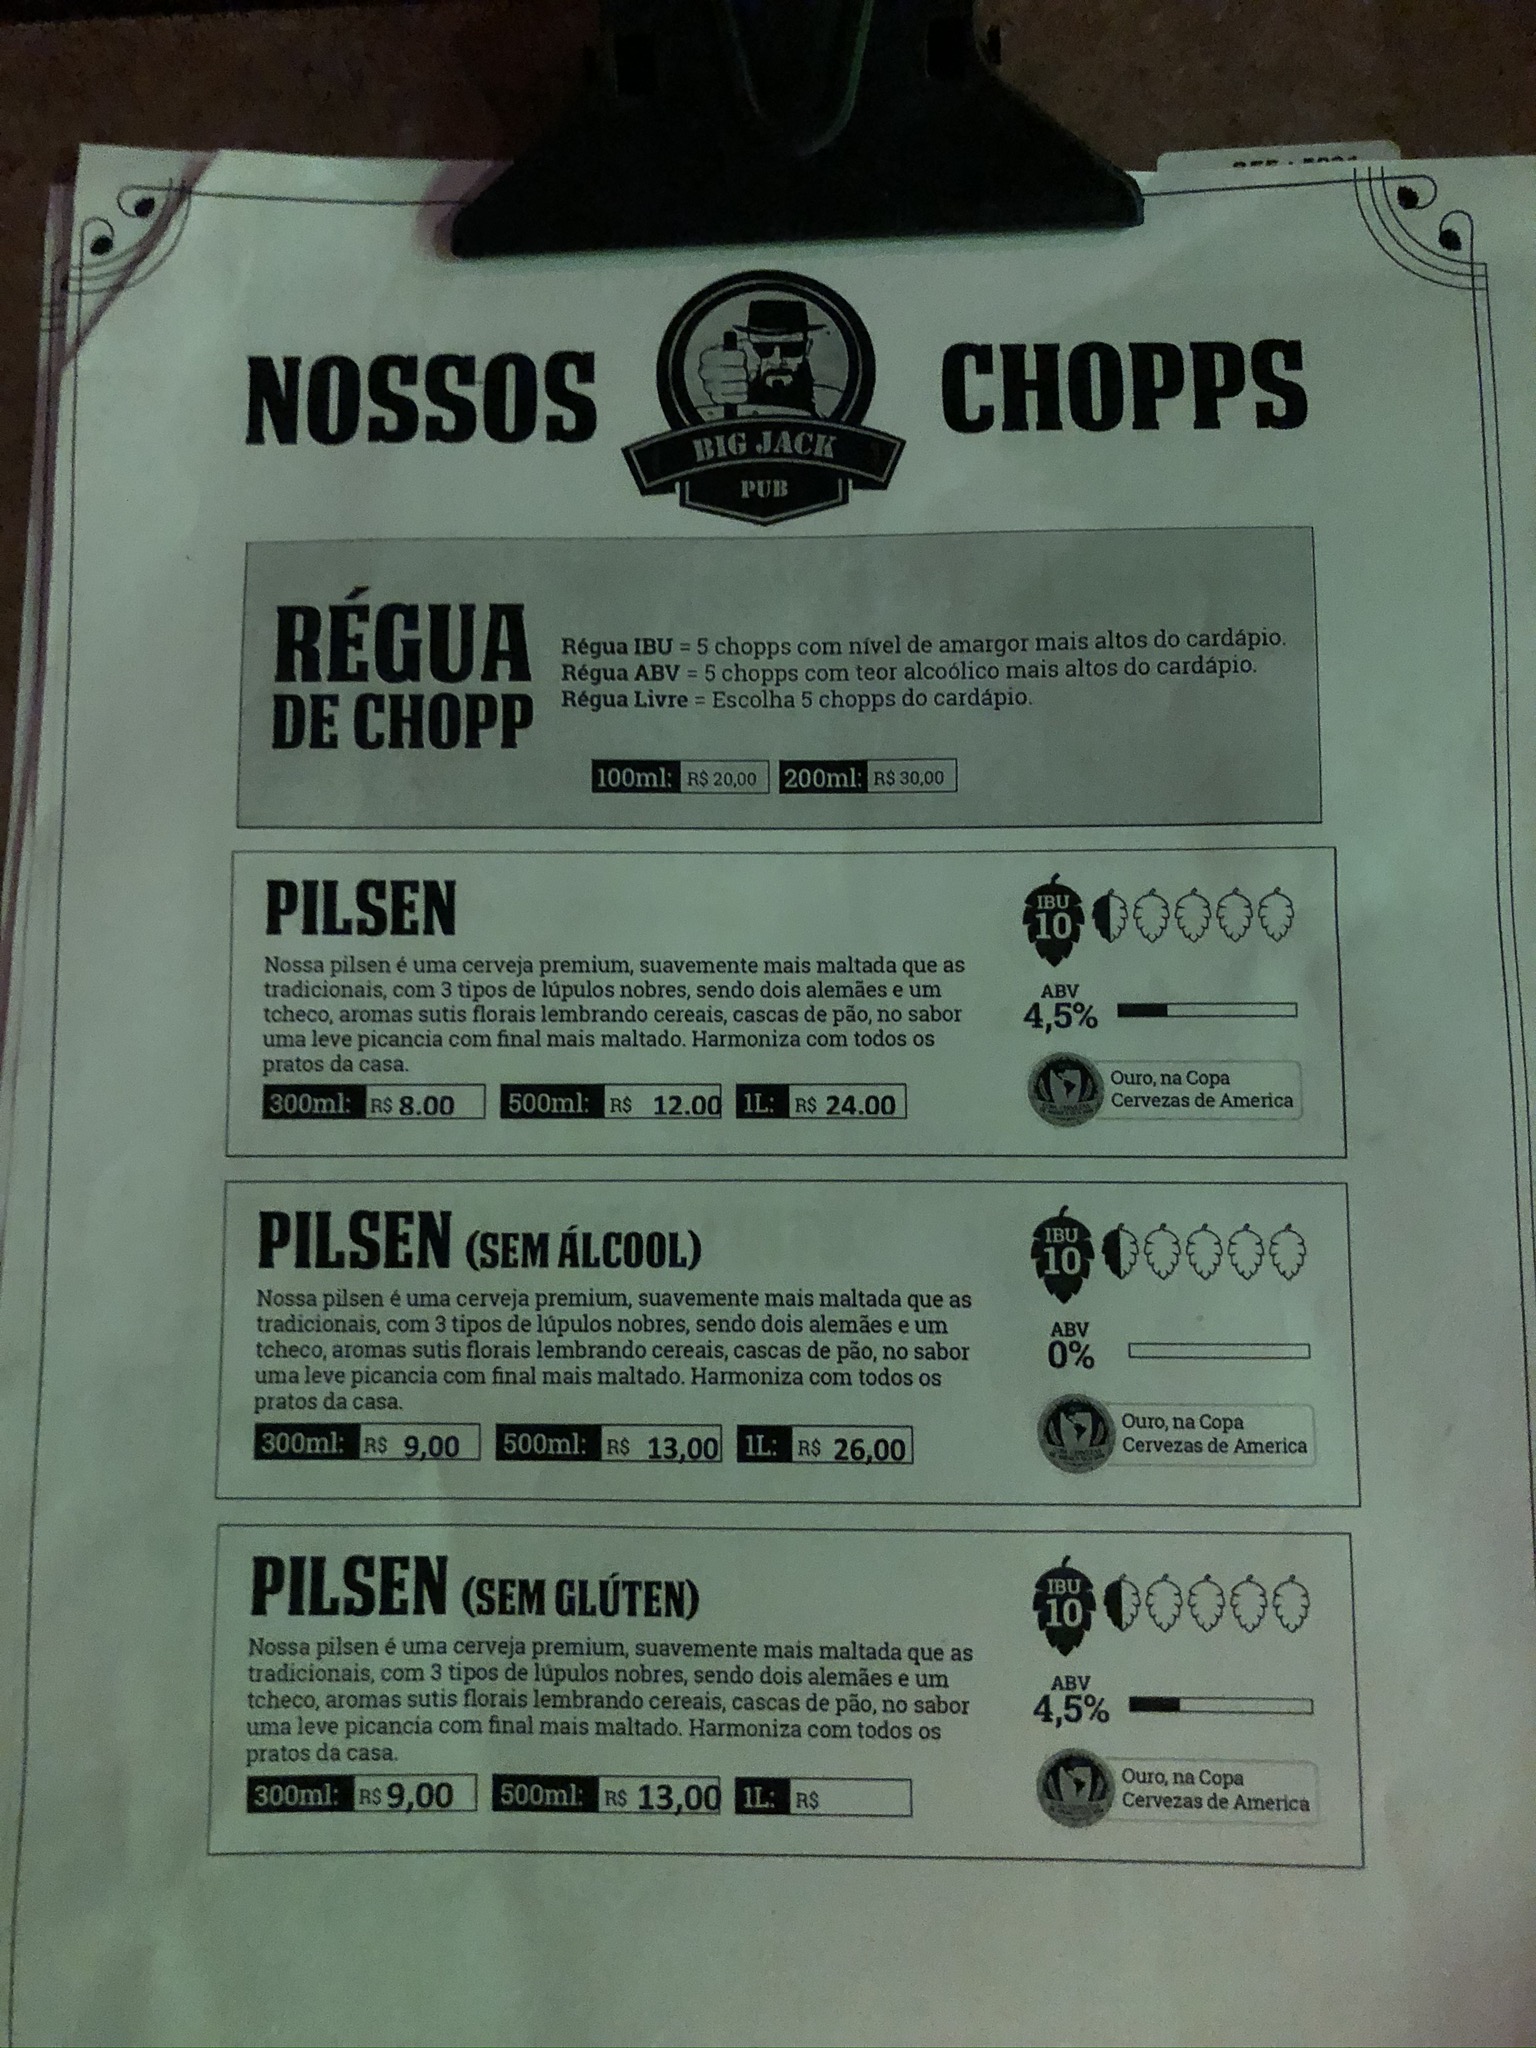 NOSSOS
BIG JACK
PUB
CHOPPS
RÉGUA
DE CHOPP
Régua IBU = 5 chopps com nível de amargor mais altos do cardápio.
Régua ABV = 5 chopps com teor alcoólico mais altos do cardápio.
Régua Livre = Escolha 5 chopps do cardápio.
100ml: R$ 20,00 200ml: R$ 30,00
PILSEN
Nossa pilsen é uma cerveja premium, suavemente mais maltada que as
tradicionais, com 3 tipos de lúpulos nobres, sendo dois alemães e um
tcheco, aromas sutis florais lembrando cereais, cascas de pão, no sabor
uma leve picancia com final mais maltado. Harmoniza com todos os
pratos da casa.
300ml: R$ 8.00 500ml: R$ 12.00 1L: R$ 24.00
IBU
10
ABV
4,5%
Ouro, na Copa
Cervezas de America
PILSEN (SEM ÁLCOOL)
Nossa pilsen é uma cerveja premium, suavemente mais maltada que as
tradicionais, com 3 tipos de lúpulos nobres, sendo dois alemães e um
tcheco, aromas sutis florais lembrando cereais, cascas de pão, no sabor
uma leve picancia com final mais maltado. Harmoniza com todos os
pratos da casa.
300ml: R$ 9,00 500ml: R$ 13,00 1L: R$ 26,00
IBU
10
ABV
0%
Ouro, na Copa
Cervezas de America
PILSEN (SEM GLÚTEN)
Nossa pilsen é uma cerveja premium, suavemente mais maltada que as
tradicionais, com 3 tipos de lúpulos nobres, sendo dois alemães e um
tcheco, aromas sutis florais lembrando cereais, cascas de pão, no sabor
uma leve picancia com final mais maltado. Harmoniza com todos os
pratos da casa.
300ml: R$ 9,00 500ml: R$ 13,00 1L: R$
IBU
10
ABV
4,5%
Ouro, na Copa
Cervezas de America